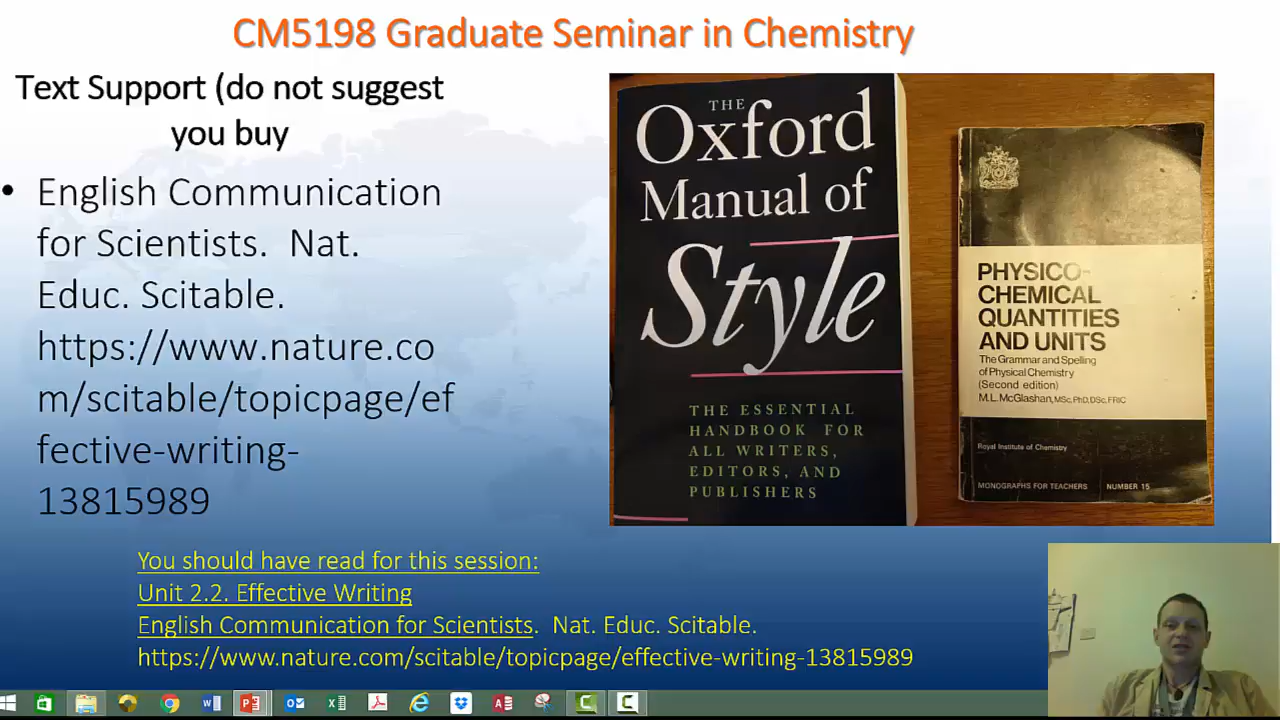 CM5198 Graduate Seminar in Chemistry
Text Support (do not suggest
you buy
• English Communication
for Scientists.  Nat.
Educ. Scitable.
https://www.nature.co
m/scitable/topicpage/ef
fective-writing-
13815989
THE
Oxford
Manual of
Style
THE ESSENTIAL
HANDBOOK FOR
ALL WRITERS,
EDITORS, AND
PUBLISHERS
PHYSICO-
CHEMICAL
QUANTITIES
AND UNITS
The Grammar and Spelling
of Physical Chemistry
(Second edition)
M.L. McGlashan, MSc, PhD, DSc, FRIC
Royal Institute of Chemistry
MONOGRAPHS FOR TEACHERS NUMBER 15
You should have read for this session:
Unit 2.2. Effective Writing
English Communication for Scientists.  Nat. Educ. Scitable.
https://www.nature.com/scitable/topicpage/effective-writing-13815989